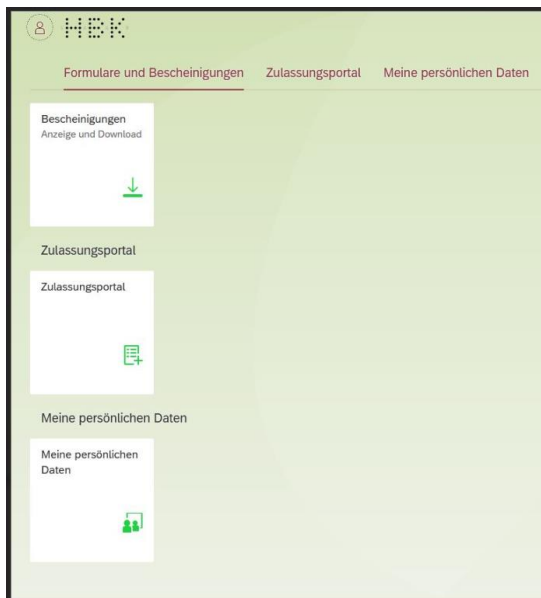 HBK
Formulare und Bescheinigungen Zulassungsportal Meine persönlichen Daten
Bescheinigungen
Anzeige und Download
Zulassungsportal
Zulassungsportal
Meine persönlichen Daten
Meine persönlichen
Daten